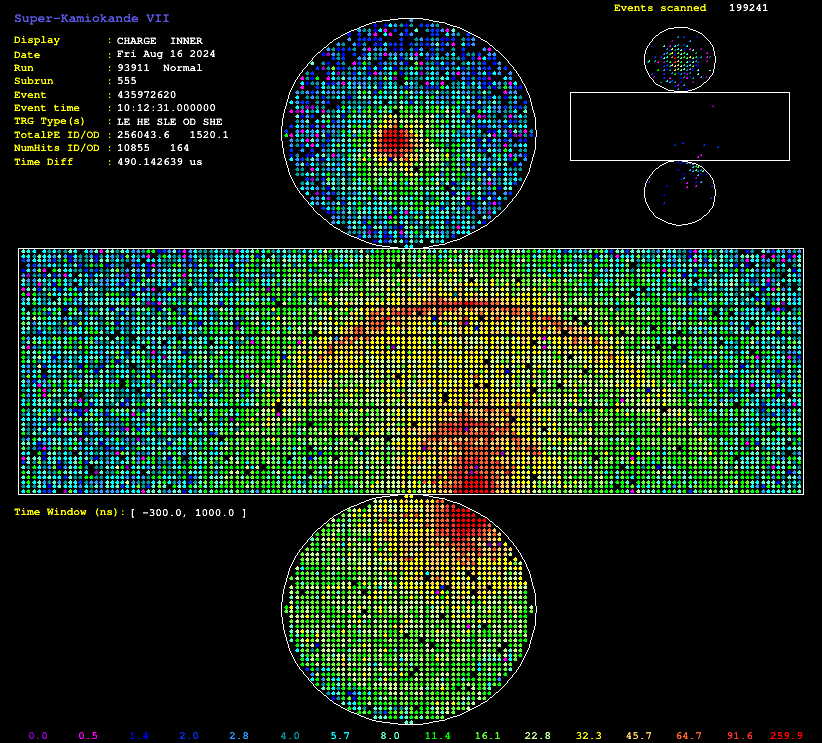 Super-Kamiokande VII
Events scanned 199241
Display : CHARGE INNER
Date : Fri Aug 16 2024
Run : 93911 Normal
Subrun : 555
Event : 435972620
Event time : 10:12:31.000000
TRG Type(s) : LE HE SLE OD SHE
TotalPE ID/OD : 256043.6 1520.1
NumHits ID/OD : 10855 164
Time Diff : 490.142639 us
Time Window (ns): [ -300.0, 1000.0 ]
0.0 0.5 1.4 2.0 2.8 4.0 5.7 8.0 11.4 16.1 22.8 32.3 45.7 64.7 91.6 259.9